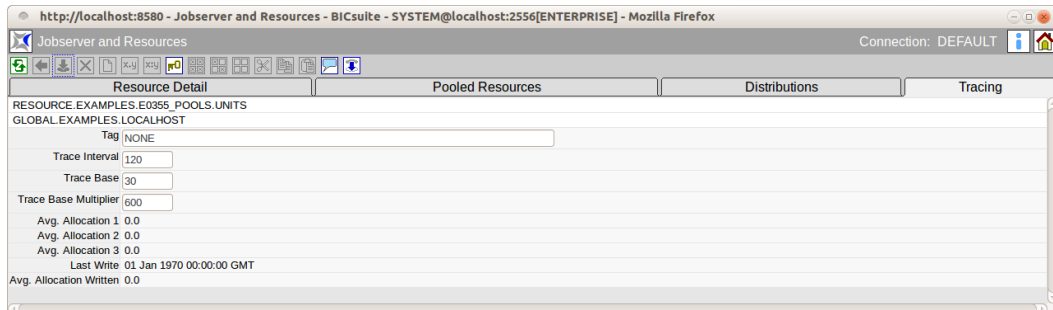 http://localhost:8580 - Jobserver and Resources - BICsuite - SYSTEM@localhost:2556[ENTERPRISE] - Mozilla Firefox
Jobserver and Resources Connection: DEFAULT
Resource Detail Pooled Resources Distributions Tracing
RESOURCE.EXAMPLES.E0355_POOLS.UNITS
GLOBAL.EXAMPLES.LOCALHOST
Tag NONE
Trace Interval 120
Trace Base 30
Trace Base Multiplier 600
Avg. Allocation 1 0.0
Avg. Allocation 2 0.0
Avg. Allocation 3 0.0
Last Write 01 Jan 1970 00:00:00 GMT
Avg. Allocation Written 0.0